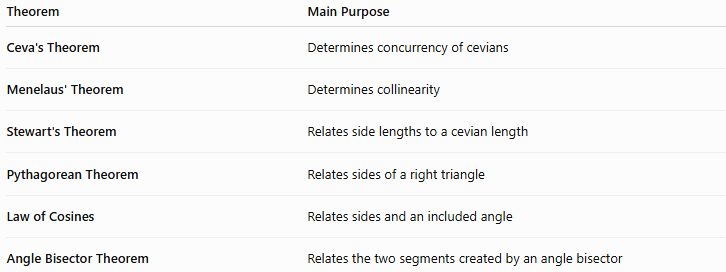 Theorem Main Purpose
Ceva's Theorem Determines concurrency of cevians
Menelaus' Theorem Determines collinearity
Stewart's Theorem Relates side lengths to a cevian length
Pythagorean Theorem Relates sides of a right triangle
Law of Cosines Relates sides and an included angle
Angle Bisector Theorem Relates the two segments created by an angle bisector